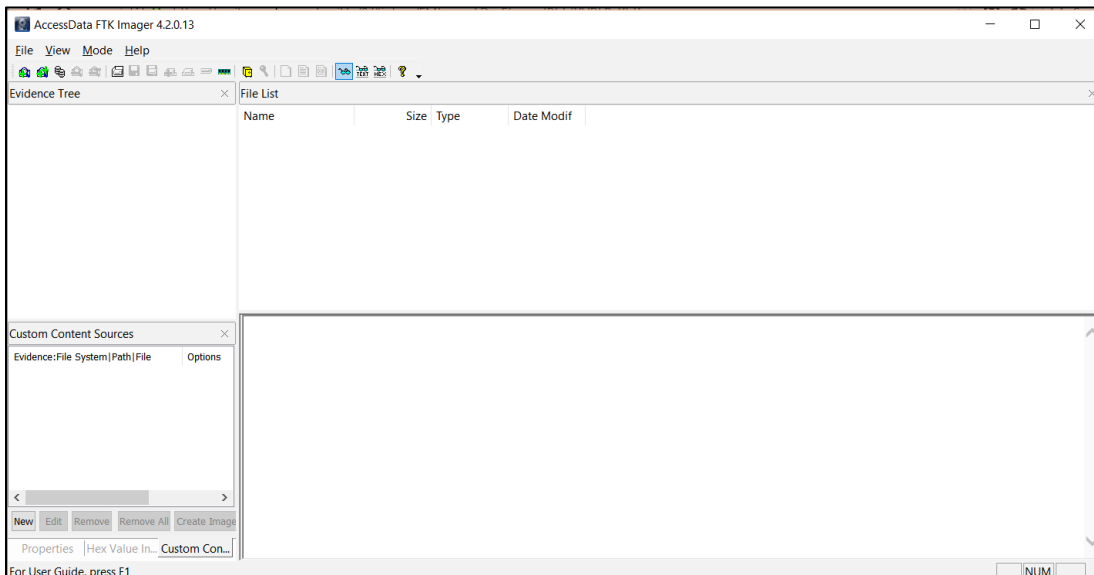 AccessData FTK Imager 4.2.0.13
File View Mode Help
TEXT HEX ?
Evidence Tree
File List
Name Size Type Date Modif
Custom Content Sources
Evidence:File System|Path|File Options
New Edit Remove Remove All Create Image
Properties Hex Value In... Custom Con...
For User Guide, press F1
NUM